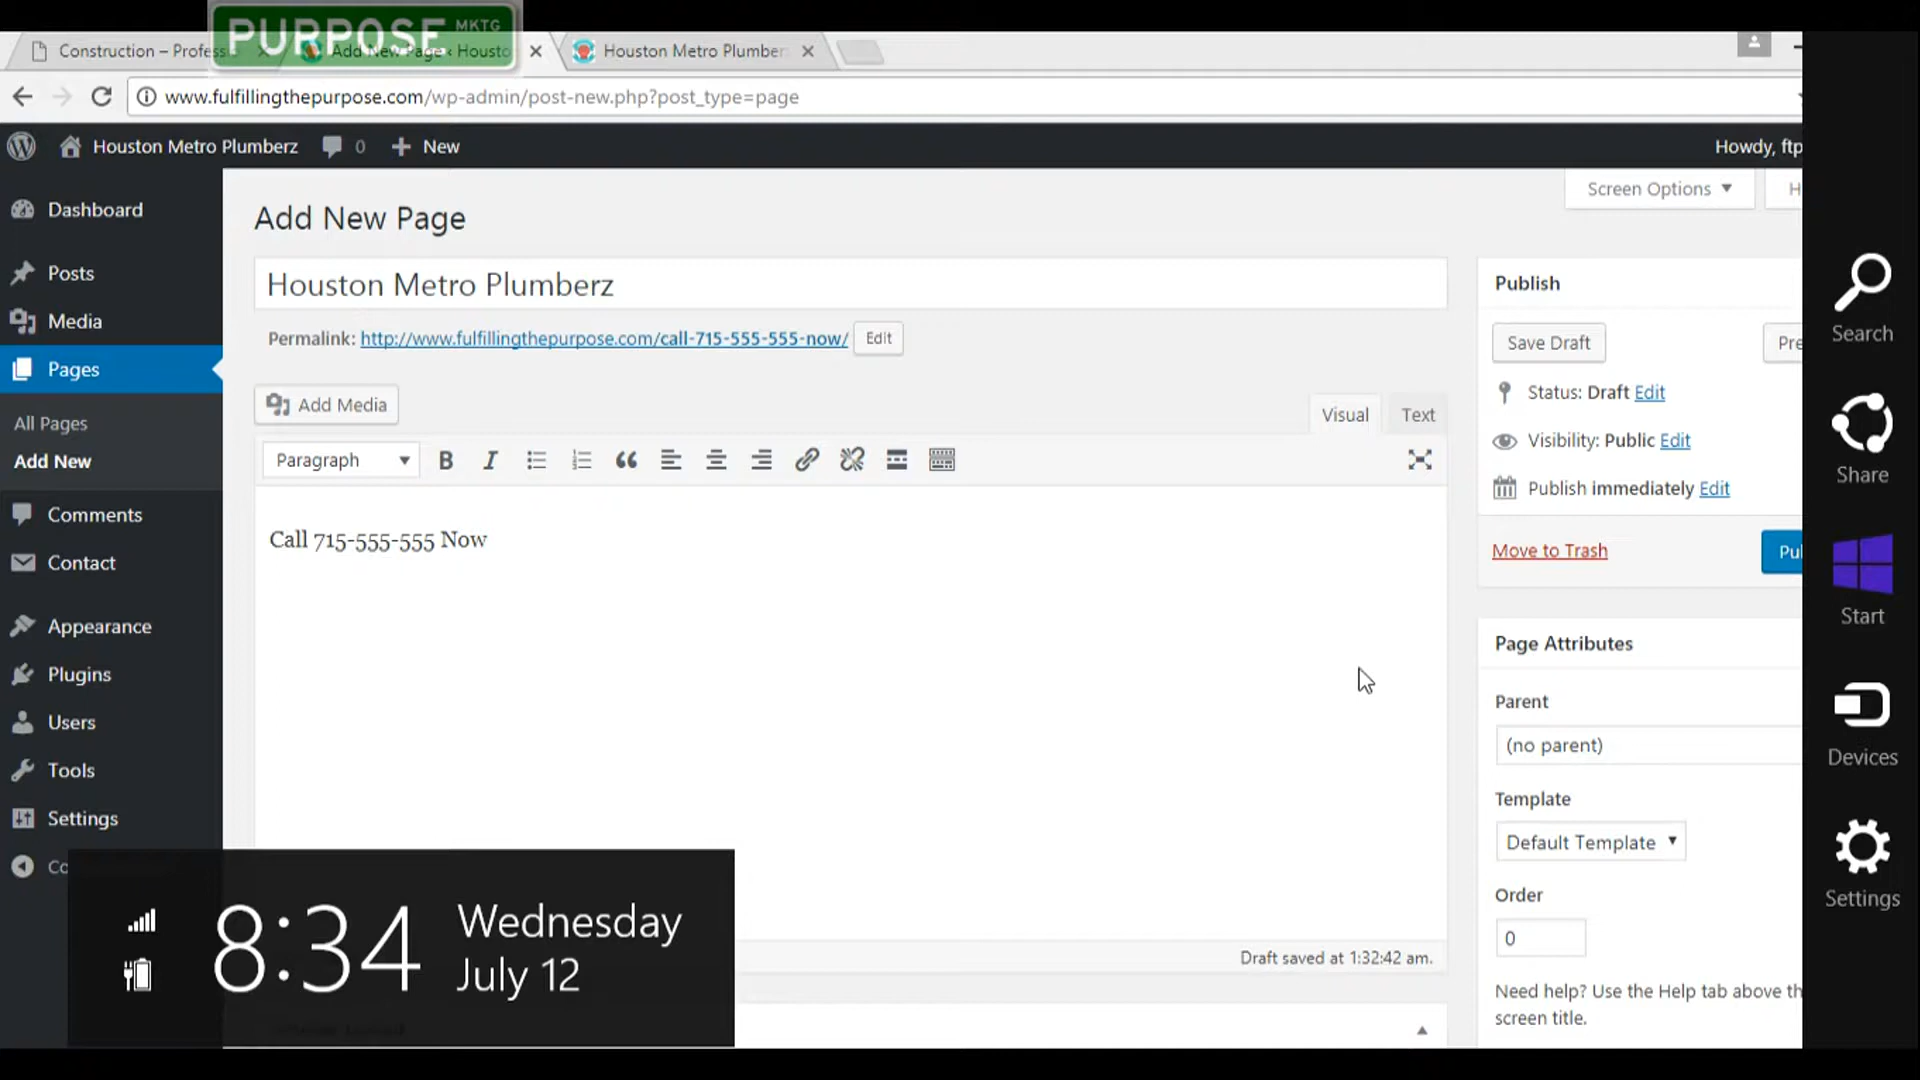 PURPOSE MKTG
Construction – Profess
Add New Page ‹ Housto
Houston Metro Plumber
www.fulfillingthepurpose.com/wp-admin/post-new.php?post_type=page
Houston Metro Plumberz
0
New
Howdy, ftp
Screen Options
H
Dashboard
Posts
Media
Pages
All Pages
Add New
Comments
Contact
Appearance
Plugins
Users
Tools
Settings
Co
Add New Page
Houston Metro Plumberz
Permalink: http://www.fulfillingthepurpose.com/call-715-555-555-now/ Edit
Add Media
Visual
Text
Paragraph
B I
Call 715-555-555 Now
Draft saved at 1:32:42 am.
Publish
Save Draft
Pre
Status: Draft Edit
Visibility: Public Edit
Publish immediately Edit
Move to Trash
Pu
Page Attributes
Parent
(no parent)
Template
Default Template
Order
0
Need help? Use the Help tab above th
screen title.
Search
Share
Start
Devices
Settings
8:34
Wednesday
July 12